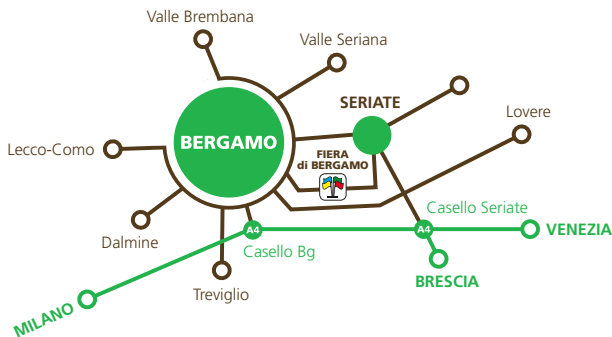 Valle Brembana
Valle Seriana
SERIATE
Lovere
BERGAMO
Lecco-Como
FIERA
di BERGAMO
Casello Seriate
Dalmine
A4
A4
VENEZIA
Casello Bg
BRESCIA
Treviglio
MILANO